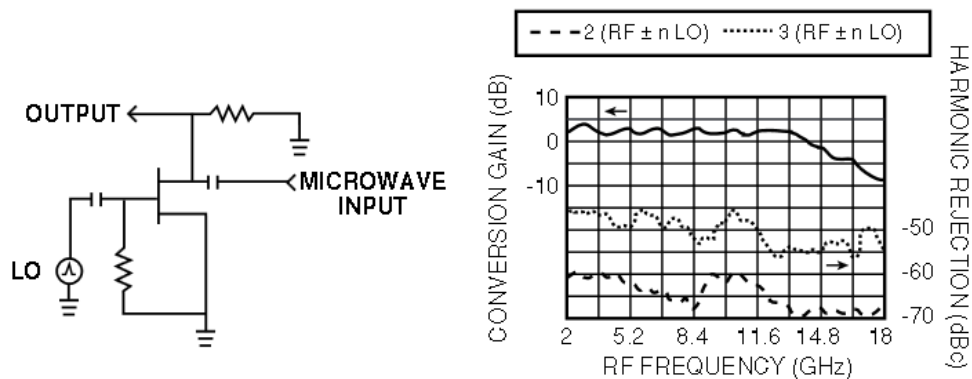 OUTPUT
MICROWAVE
INPUT
LO
2 (RF ± n LO) 3 (RF ± n LO)
CONVERSION GAIN (dB)
10
0
-10
HARMONIC REJECTION (dBc)
-50
-60
-70
2 5.2 8.4 11.6 14.8 18
RF FREQUENCY (GHz)